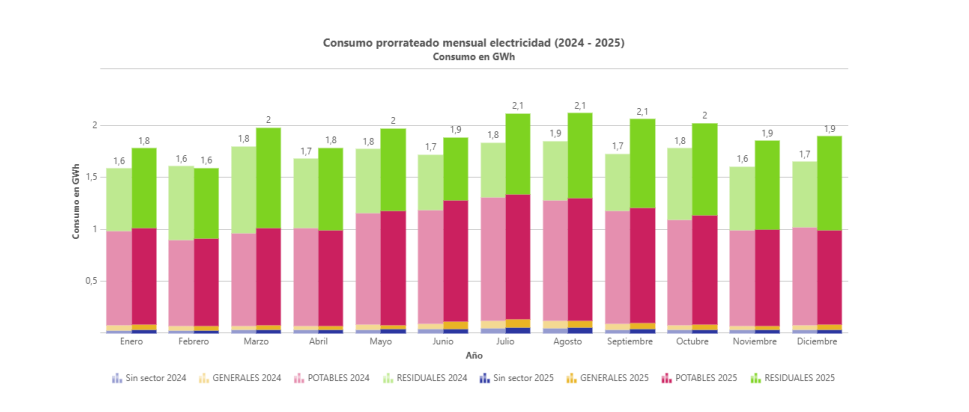 Consumo prorrateado mensual electricidad (2024 - 2025)
Consumo en GWh
Consumo en GWh
2
1,5
1
0,5
1,6 1,8 1,6 1,6 1,8 2 1,7 1,8 1,8 2 1,7 1,9 1,8 2,1 1,9 2,1 1,7 2,1 1,8 2 1,6 1,9 1,7 1,9
Enero Febrero Marzo Abril Mayo Junio Julio Agosto Septiembre Octubre Noviembre Diciembre
Año
Sin sector 2024 GENERALES 2024 POTABLES 2024 RESIDUALES 2024 Sin sector 2025 GENERALES 2025 POTABLES 2025 RESIDUALES 2025